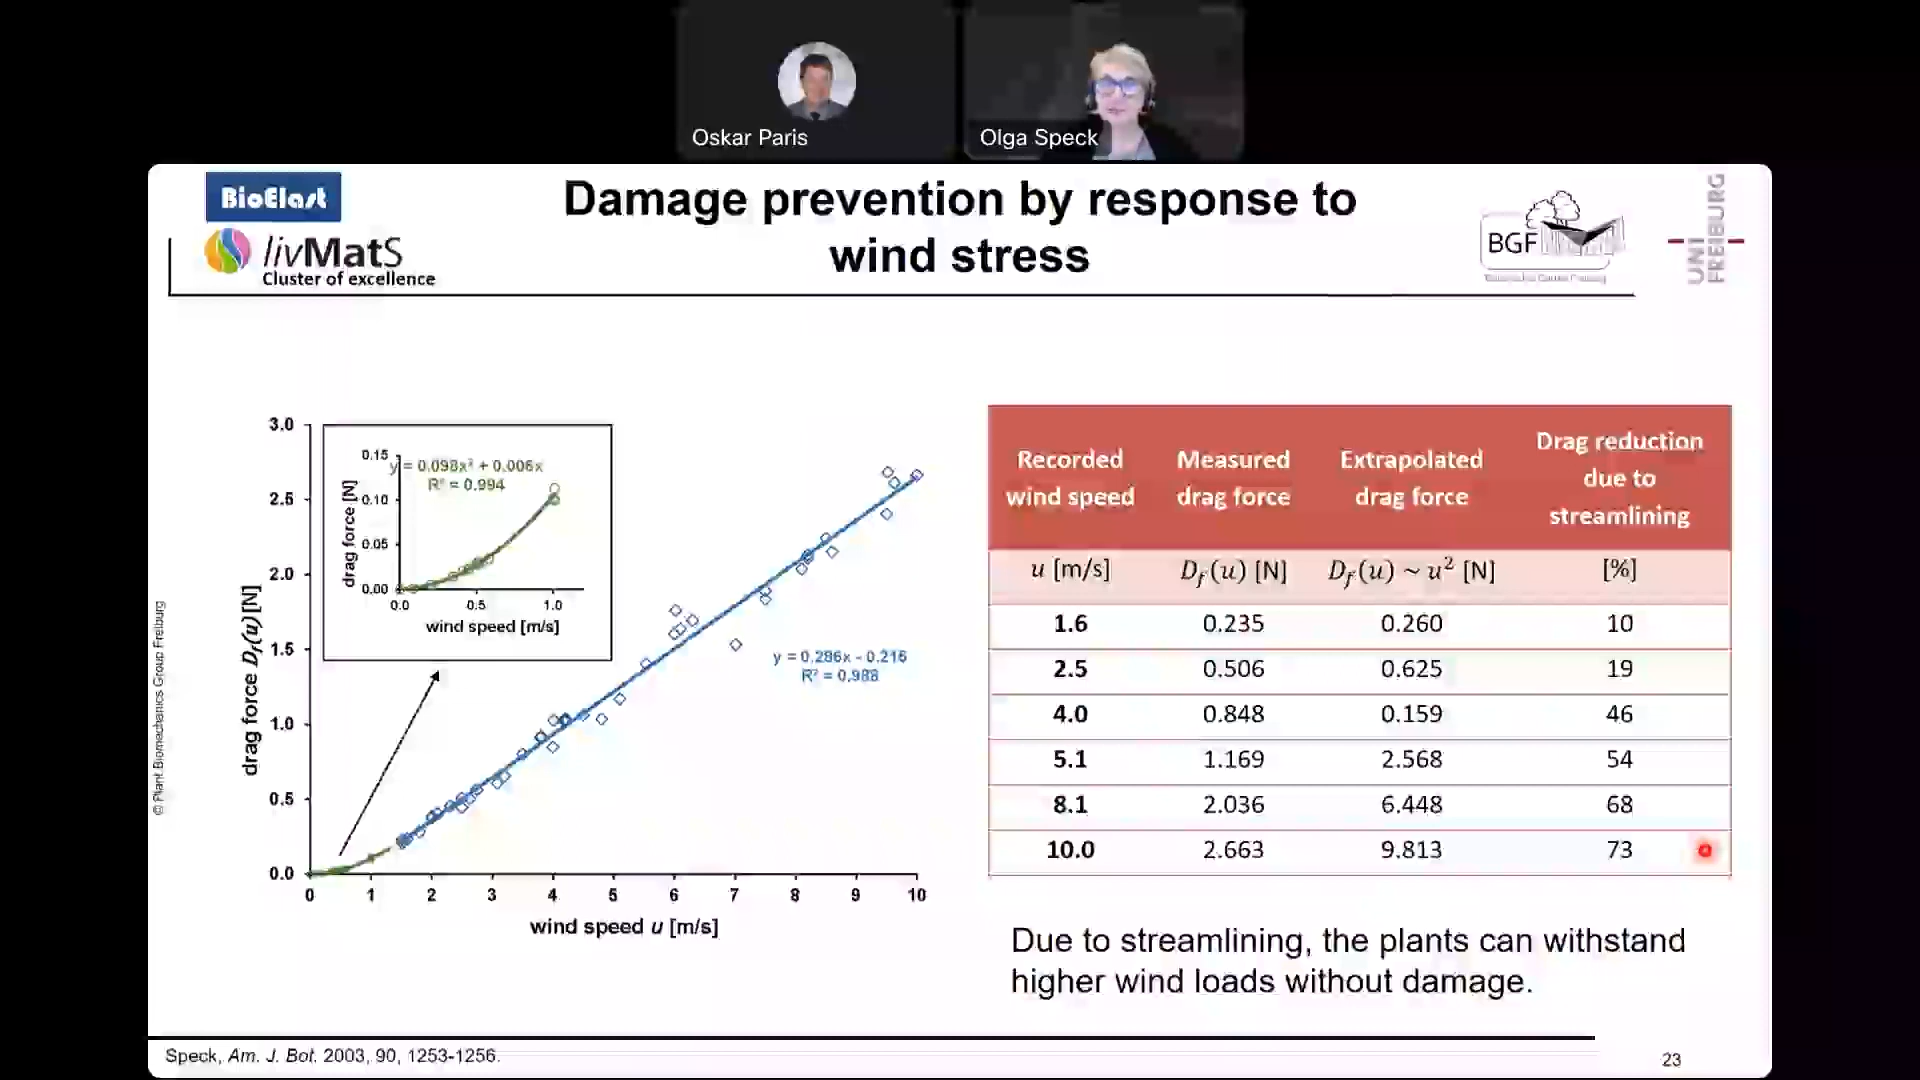 Oskar Paris
Olga Speck
BioElast
livMatS
Cluster of excellence
Damage prevention by response to
wind stress
BGF
UNI
FREIBURG
© Plant Biomechanics Group Freiburg
drag force Df(u)[N]
3.0
2.5
2.0
1.5
1.0
0.5
0.0
0 1 2 3 4 5 6 7 8 9 10
wind speed u [m/s]
drag force [N]
0.15
0.10
0.05
0.00
0.0 0.5 1.0
wind speed [m/s]
y = 0.098x² + 0.006x
R² = 0.994
y = 0.286x - 0.216
R² = 0.988
Recorded wind speed Measured drag force Extrapolated drag force Drag reduction due to streamlining
u [m/s] Df(u) [N] Df(u) ~ u² [N] [%]
1.6 0.235 0.260 10
2.5 0.506 0.625 19
4.0 0.848 0.159 46
5.1 1.169 2.568 54
8.1 2.036 6.448 68
10.0 2.663 9.813 73
Due to streamlining, the plants can withstand
higher wind loads without damage.
Speck, Am. J. Bot. 2003, 90, 1253-1256.
23